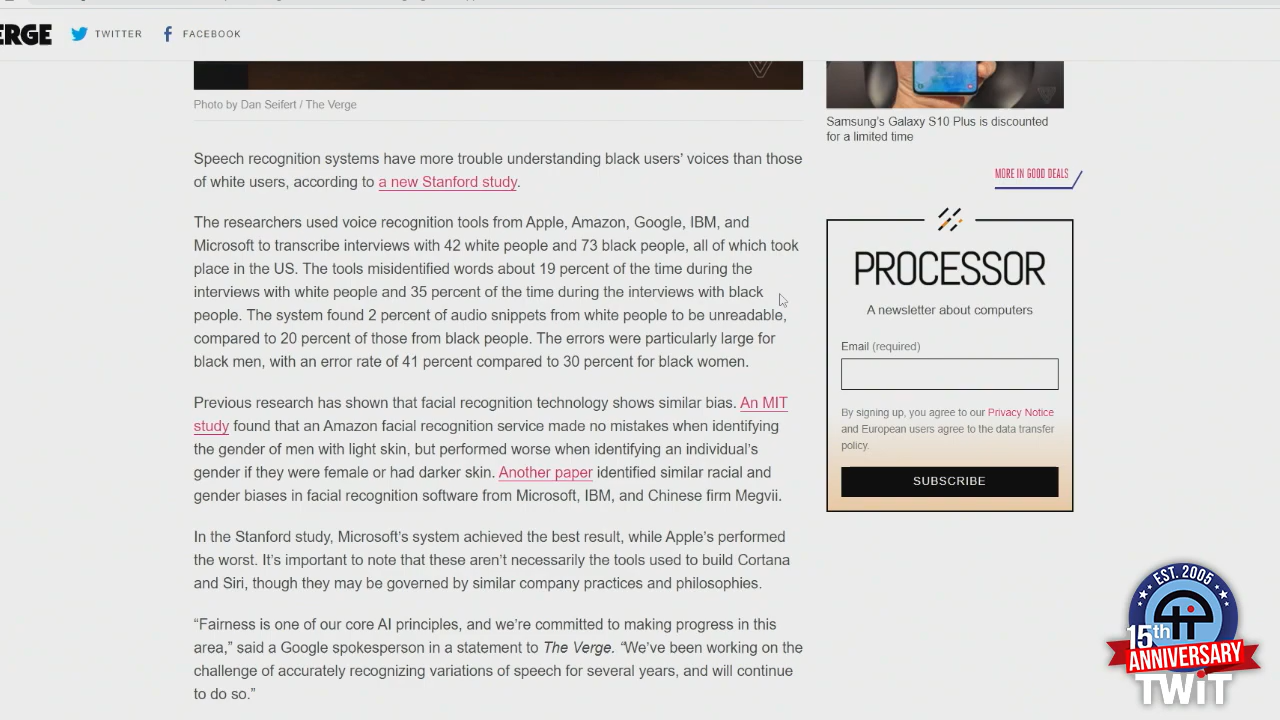 ERGE
TWITTER
FACEBOOK
Photo by Dan Seifert / The Verge
Speech recognition systems have more trouble understanding black users' voices than those
of white users, according to a new Stanford study.
The researchers used voice recognition tools from Apple, Amazon, Google, IBM, and
Microsoft to transcribe interviews with 42 white people and 73 black people, all of which took
place in the US. The tools misidentified words about 19 percent of the time during the
interviews with white people and 35 percent of the time during the interviews with black
people. The system found 2 percent of audio snippets from white people to be unreadable,
compared to 20 percent of those from black people. The errors were particularly large for
black men, with an error rate of 41 percent compared to 30 percent for black women.
Previous research has shown that facial recognition technology shows similar bias. An MIT
study found that an Amazon facial recognition service made no mistakes when identifying
the gender of men with light skin, but performed worse when identifying an individual's
gender if they were female or had darker skin. Another paper identified similar racial and
gender biases in facial recognition software from Microsoft, IBM, and Chinese firm Megvii.
In the Stanford study, Microsoft's system achieved the best result, while Apple's performed
the worst. It's important to note that these aren't necessarily the tools used to build Cortana
and Siri, though they may be governed by similar company practices and philosophies.
“Fairness is one of our core AI principles, and we're committed to making progress in this
area,” said a Google spokesperson in a statement to The Verge. “We've been working on the
challenge of accurately recognizing variations of speech for several years, and will continue
to do so.”
Samsung's Galaxy S10 Plus is discounted
for a limited time
MORE IN GOOD DEALS
PROCESSOR
A newsletter about computers
Email (required)
By signing up, you agree to our Privacy Notice
and European users agree to the data transfer
policy.
SUBSCRIBE
EST. 2005
15th
ANNIVERSARY
TWiT